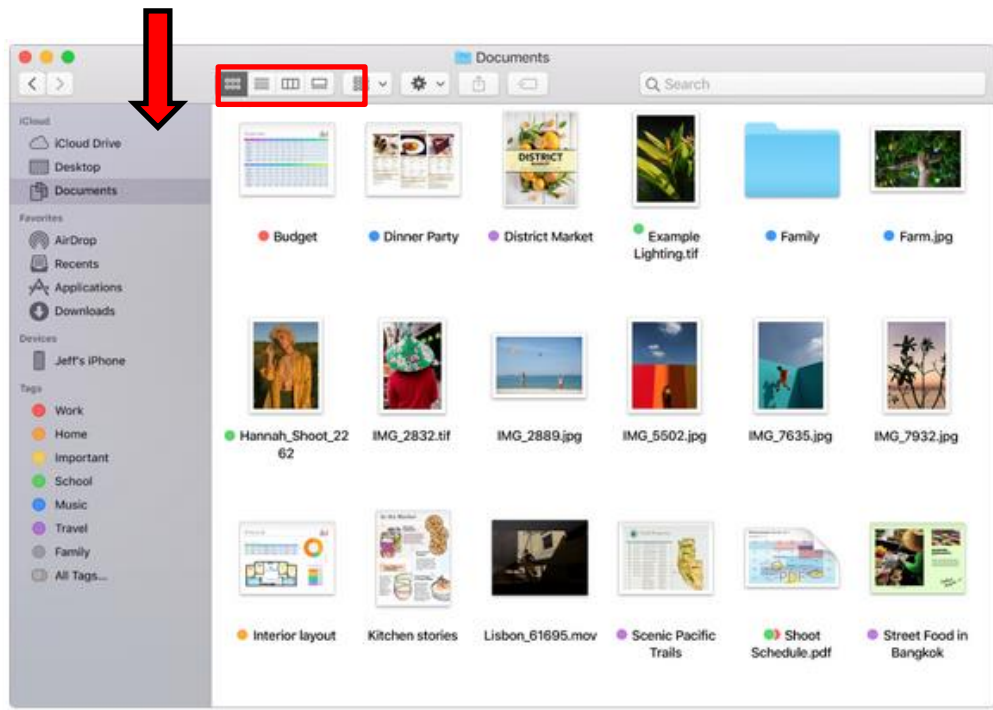 Documents
Search
iCloud
iCloud Drive
Desktop
Documents
Favorites
AirDrop
Recents
Applications
Downloads
Devices
Jeff's iPhone
Tags
Work
Home
Important
School
Music
Travel
Family
All Tags...
DISTRICT
Budget
Dinner Party
District Market
Example
Lighting.tif
Family
Farm.jpg
Hannah_Shoot_22
62
IMG_2832.tif
IMG_2889.jpg
IMG_5502.jpg
IMG_7635.jpg
IMG_7932.jpg
PDF
Interior layout
Kitchen stories
Lisbon_61695.mov
Scenic Pacific
Trails
Shoot
Schedule.pdf
Street Food in
Bangkok